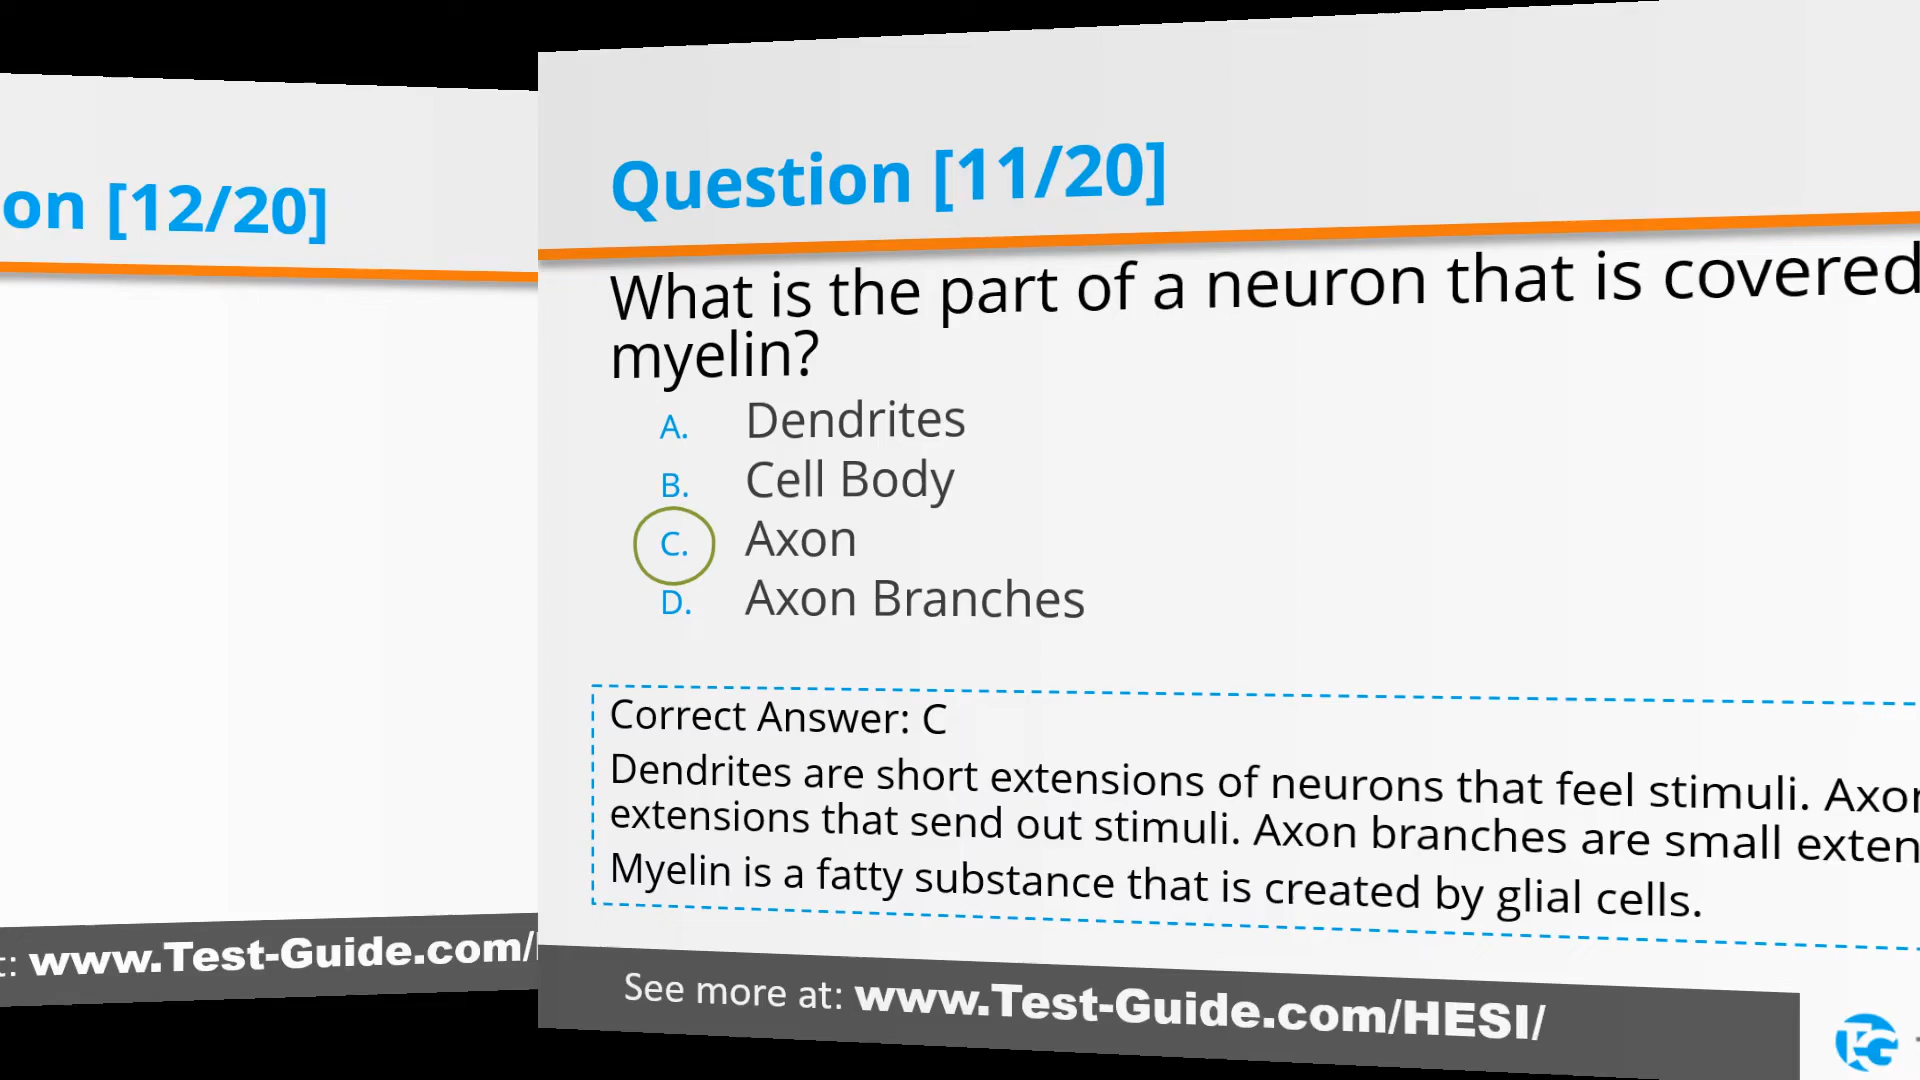 on [12/20]
t: www.Test-Guide.com/
Question [11/20]
What is the part of a neuron that is covered
myelin?
A. Dendrites
B. Cell Body
C. Axon
D. Axon Branches
Correct Answer: C
Dendrites are short extensions of neurons that feel stimuli. Axon
extensions that send out stimuli. Axon branches are small exten
Myelin is a fatty substance that is created by glial cells.
See more at: www.Test-Guide.com/HESI/
TG